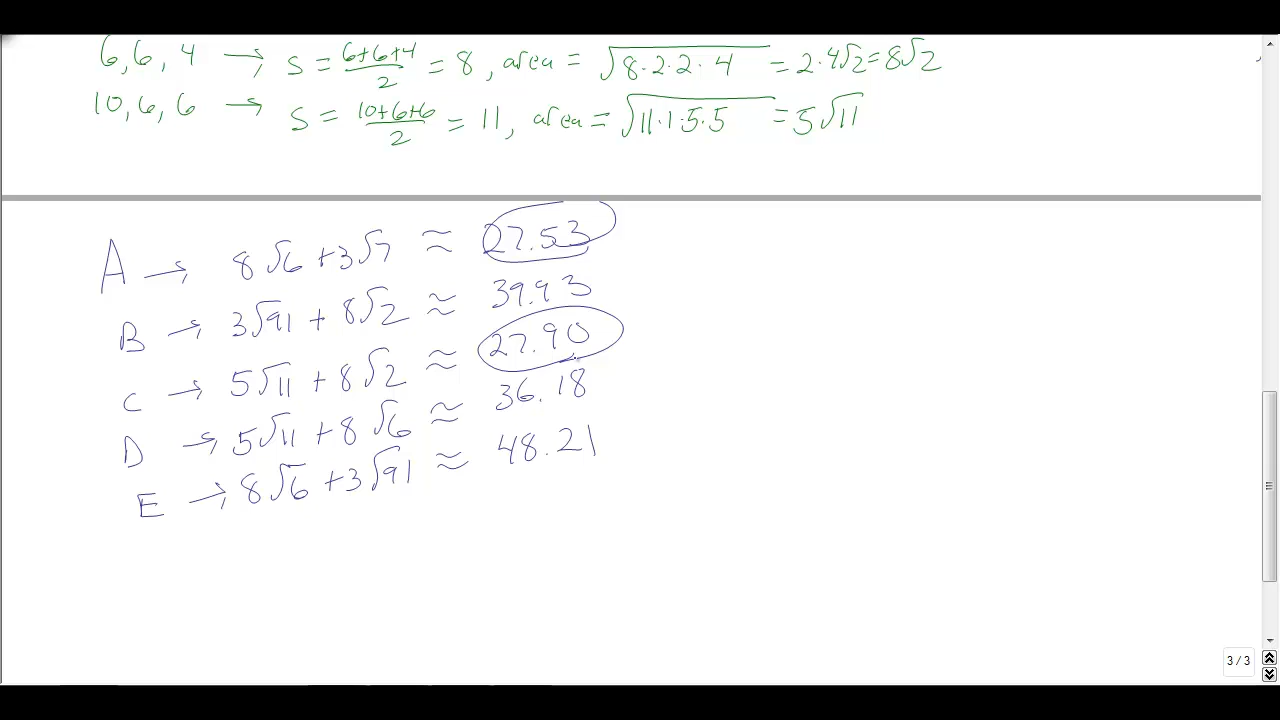 6, 6, 4 → s = (6+6+4)/2 = 8, area = √(8·2·2·4) = 2·4√2 = 8√2
10, 6, 6 → s = (10+6+6)/2 = 11, area = √(11·1·5·5) = 5√11
A → 8√6 + 3√7 ≈ 27.53
B → 3√91 + 8√2 ≈ 39.93
C → 5√11 + 8√2 ≈ 27.90
D → 5√11 + 8√6 ≈ 36.18
E → 8√6 + 3√91 ≈ 48.21
3/3